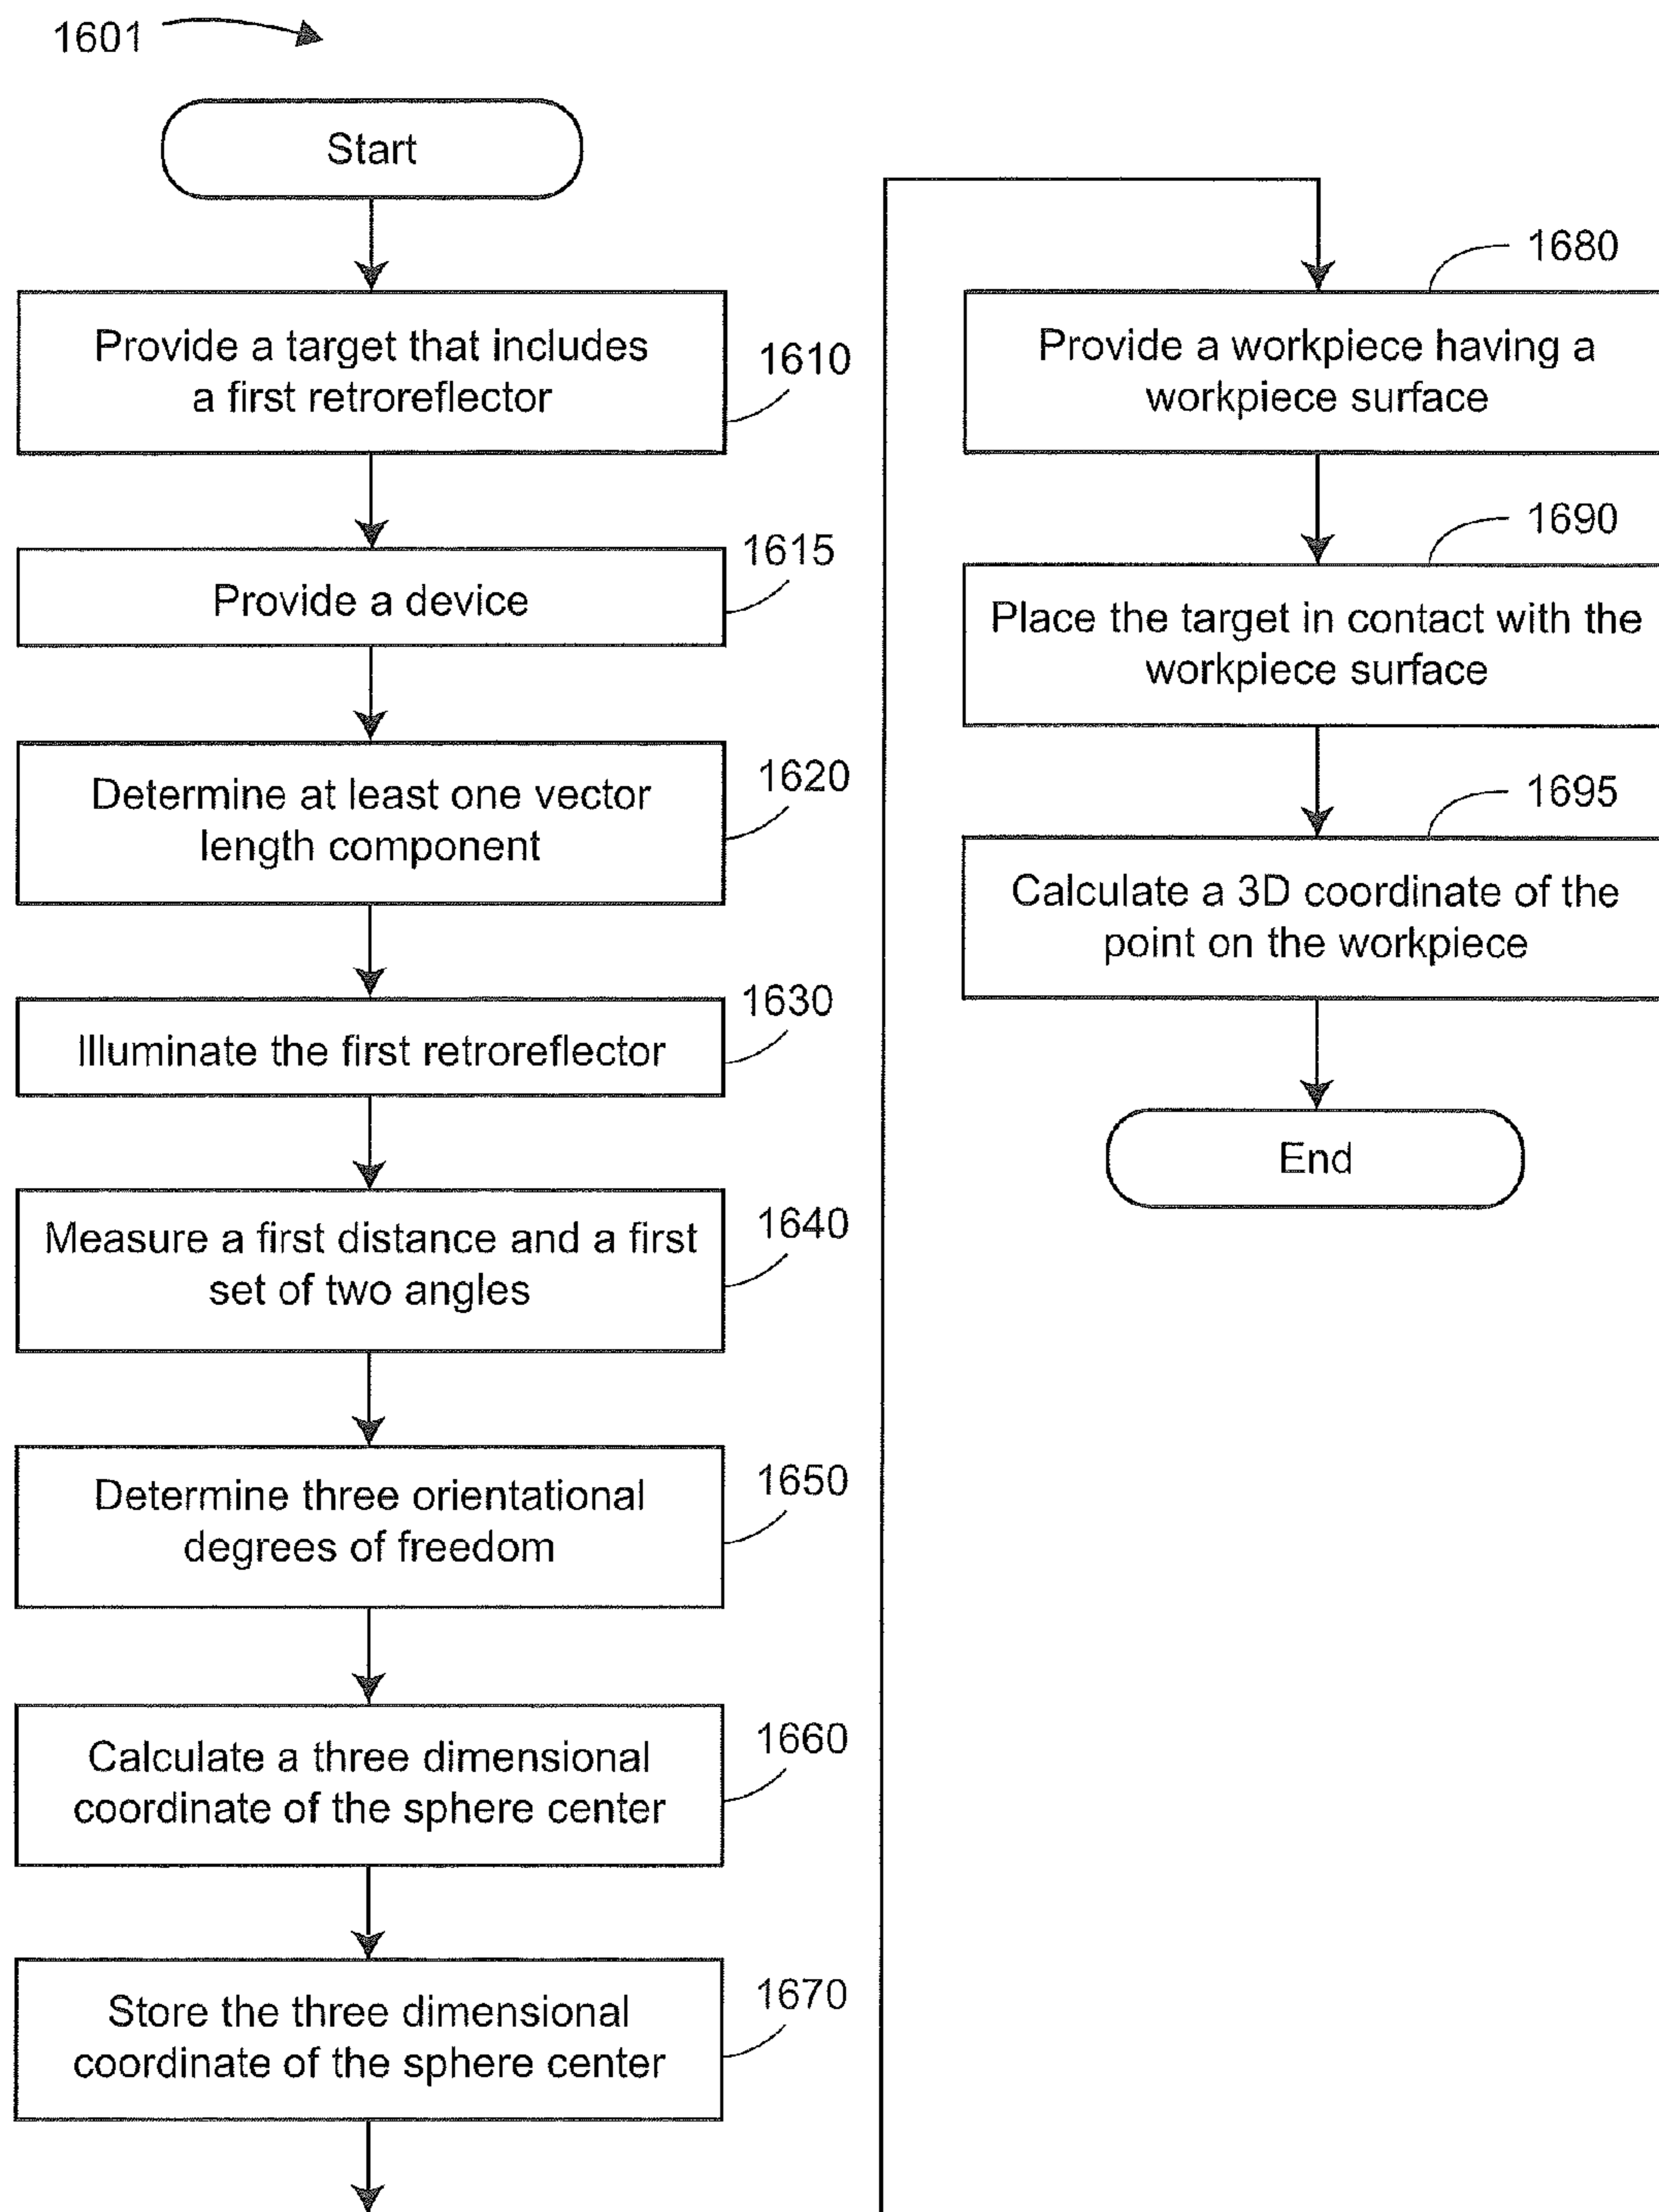 1601
Start
Provide a target that includes
a first retroreflector
1610
Provide a device
1615
Determine at least one vector
length component
1620
Illuminate the first retroreflector
1630
Measure a first distance and a first
set of two angles
1640
Determine three orientational
degrees of freedom
1650
Calculate a three dimensional
coordinate of the sphere center
1660
Store the three dimensional
coordinate of the sphere center
1670
1680
Provide a workpiece having a
workpiece surface
1690
Place the target in contact with the
workpiece surface
1695
Calculate a 3D coordinate of the
point on the workpiece
End